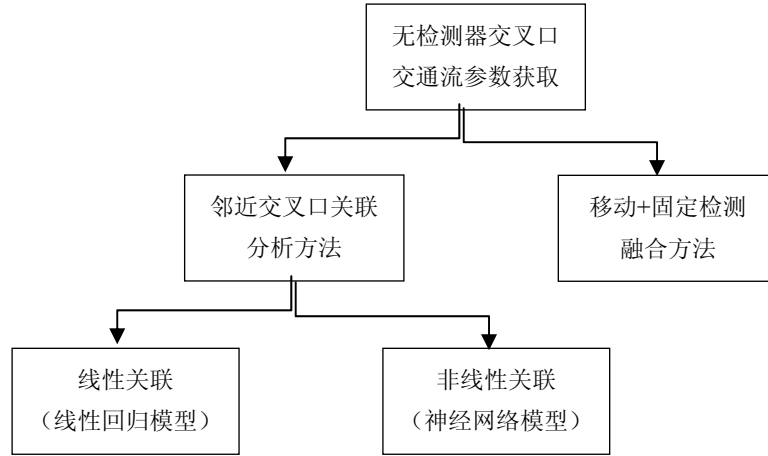 无检测器交叉口
交通流参数获取
邻近交叉口关联
分析方法
移动+固定检测
融合方法
线性关联
（线性回归模型）
非线性关联
（神经网络模型）